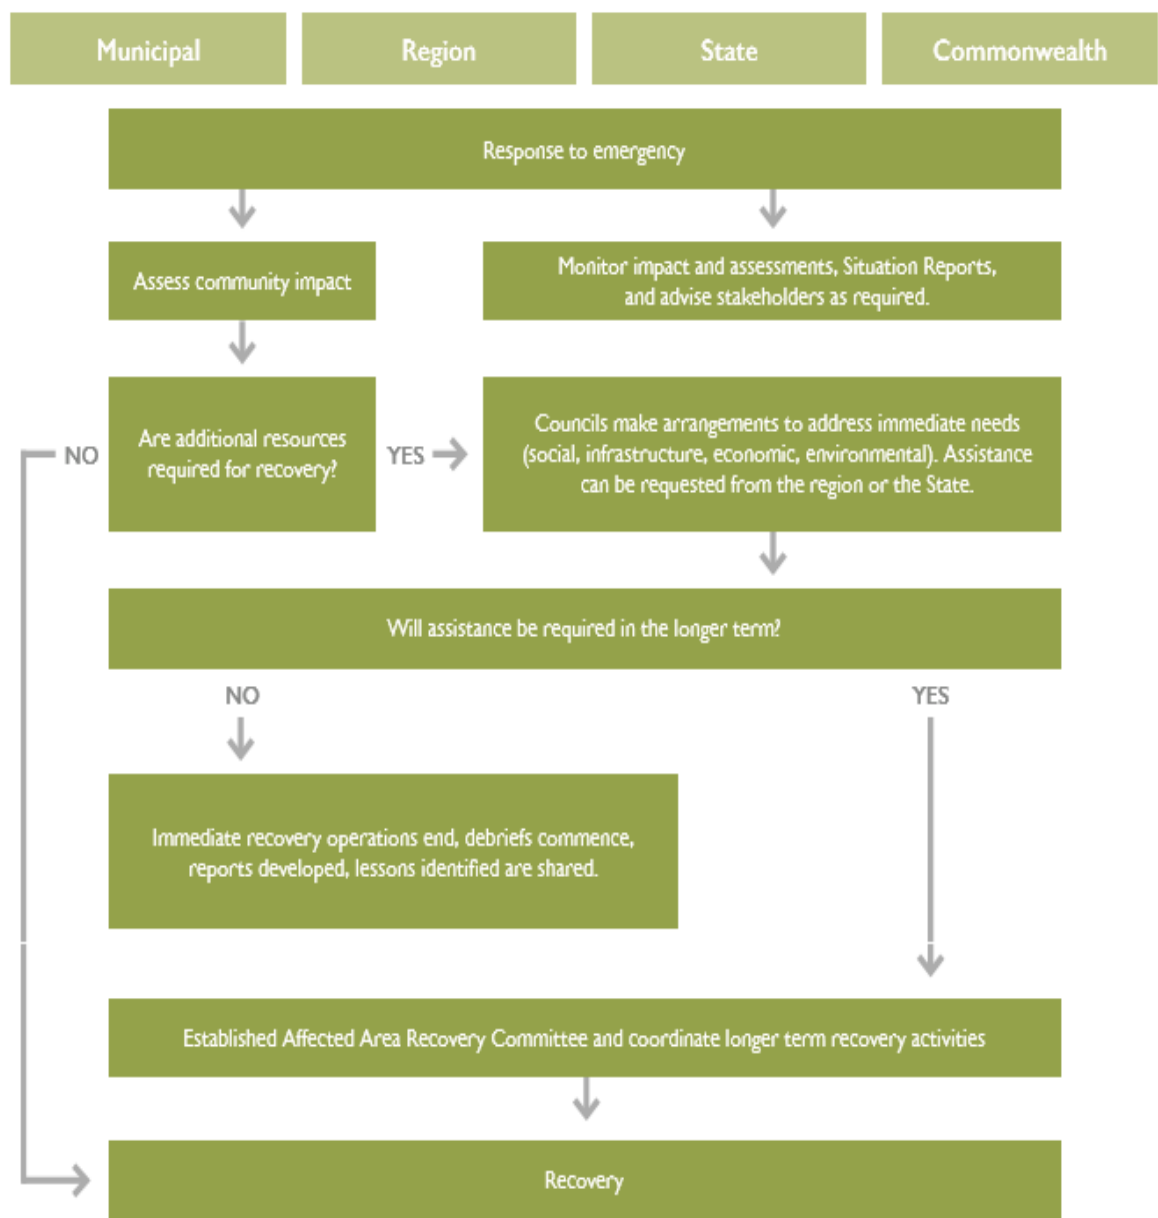 Municipal
Region
State
Commonwealth
Response to emergency
Assess community impact
Monitor impact and assessments, Situation Reports,
and advise stakeholders as required.
NO
Are additional resources
required for recovery?
YES
Councils make arrangements to address immediate needs
(social, infrastructure, economic, environmental). Assistance
can be requested from the region or the State.
Will assistance be required in the longer term?
NO
YES
Immediate recovery operations end, debriefs commence,
reports developed, lessons identified are shared.
Established Affected Area Recovery Committee and coordinate longer term recovery activities
Recovery